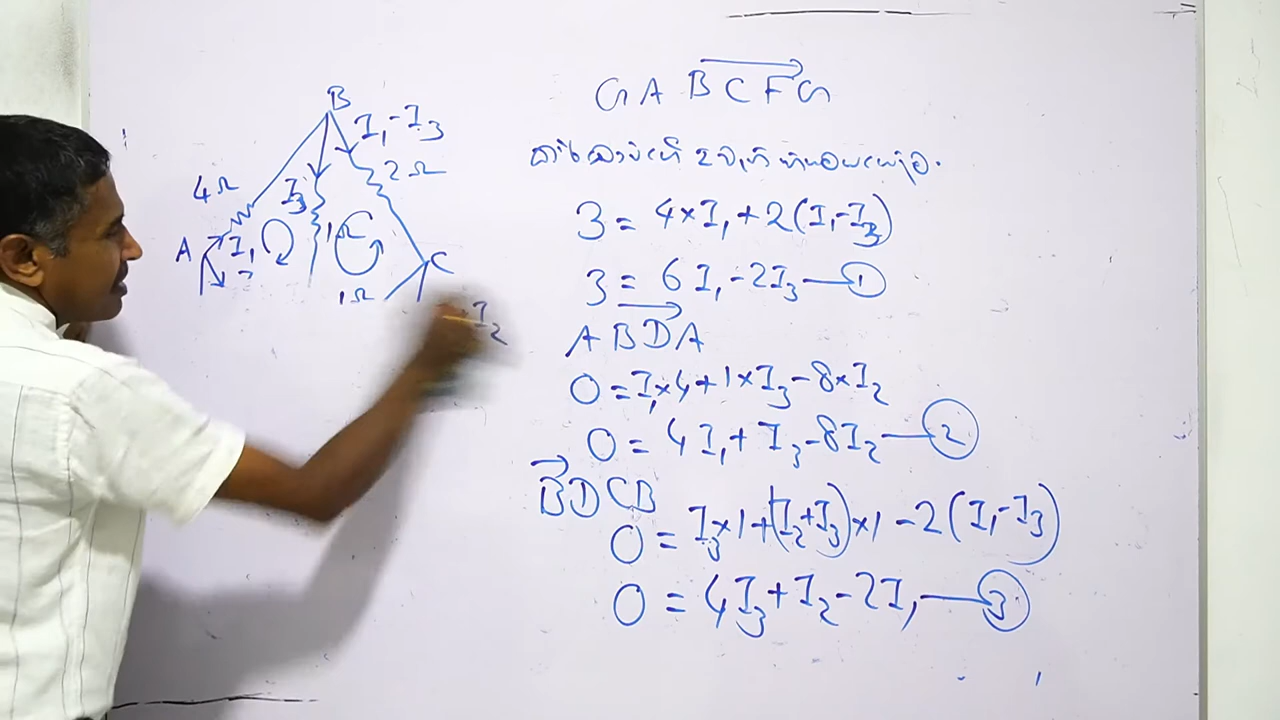 B
I₁-I₃
4Ω
I₃
2Ω
A
I₁
1Ω
C
1Ω
I₂
GABCFG
3 = 4×I₁+2(I₁-I₃)
3 = 6I₁-2I₃—①
ABDA
0=I₁×4+1×I₃-8×I₂
0= 4I₁+I₃-8I₂—②
BDCB
0= I₃×1+(I₂+I₃)×1-2(I₁-I₃)
0= 4I₃+I₂-2I₁—③